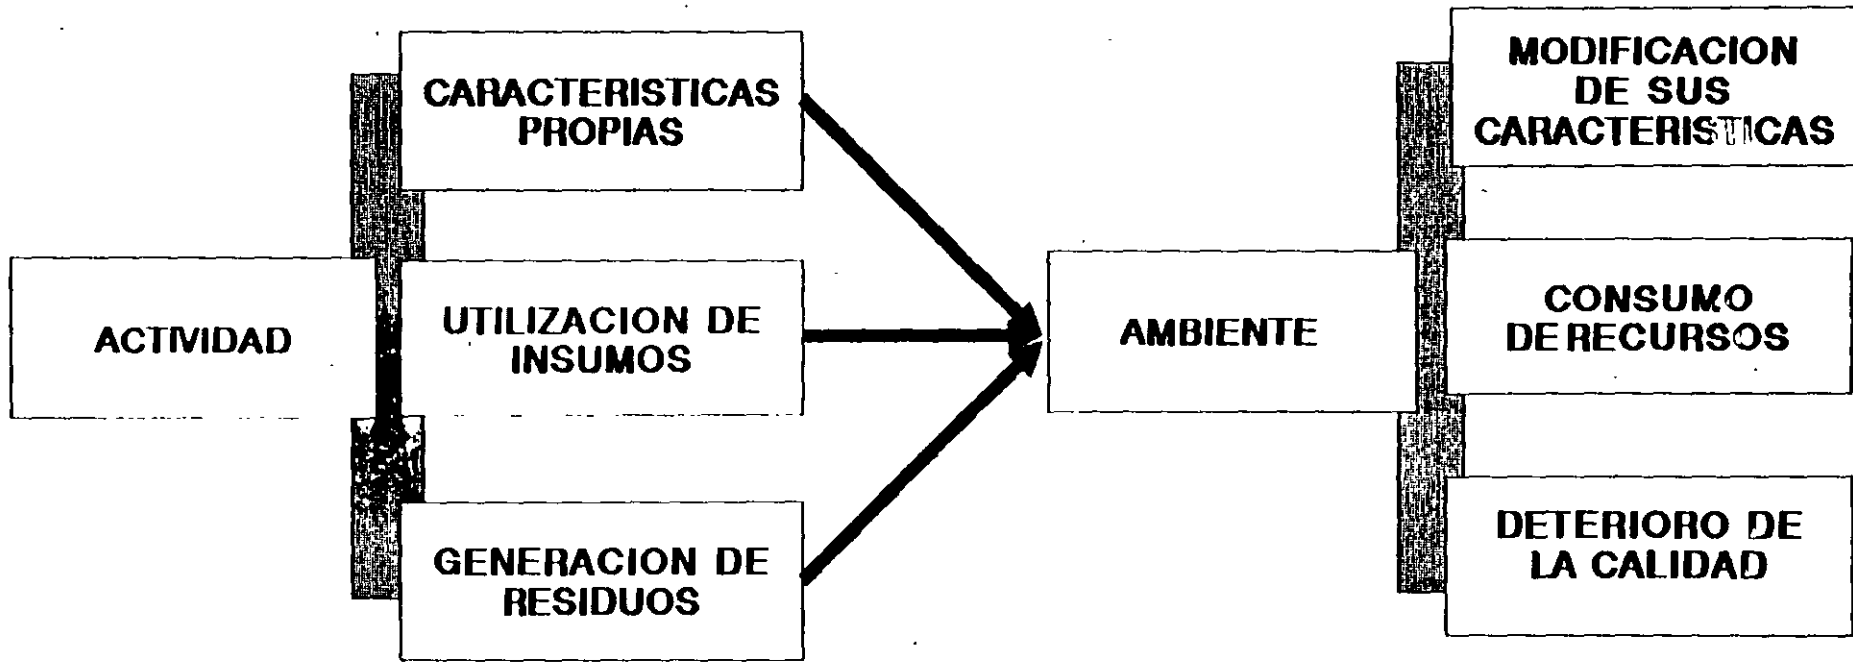 CARACTERISTICAS
PROPIAS
ACTIVIDAD
UTILIZACION DE
INSUMOS
GENERACION DE
RESIDUOS
AMBIENTE
MODIFICACION
DE SUS
CARACTERISTICAS
CONSUMO
DE RECURSOS
DETERIORO DE
LA CALIDAD